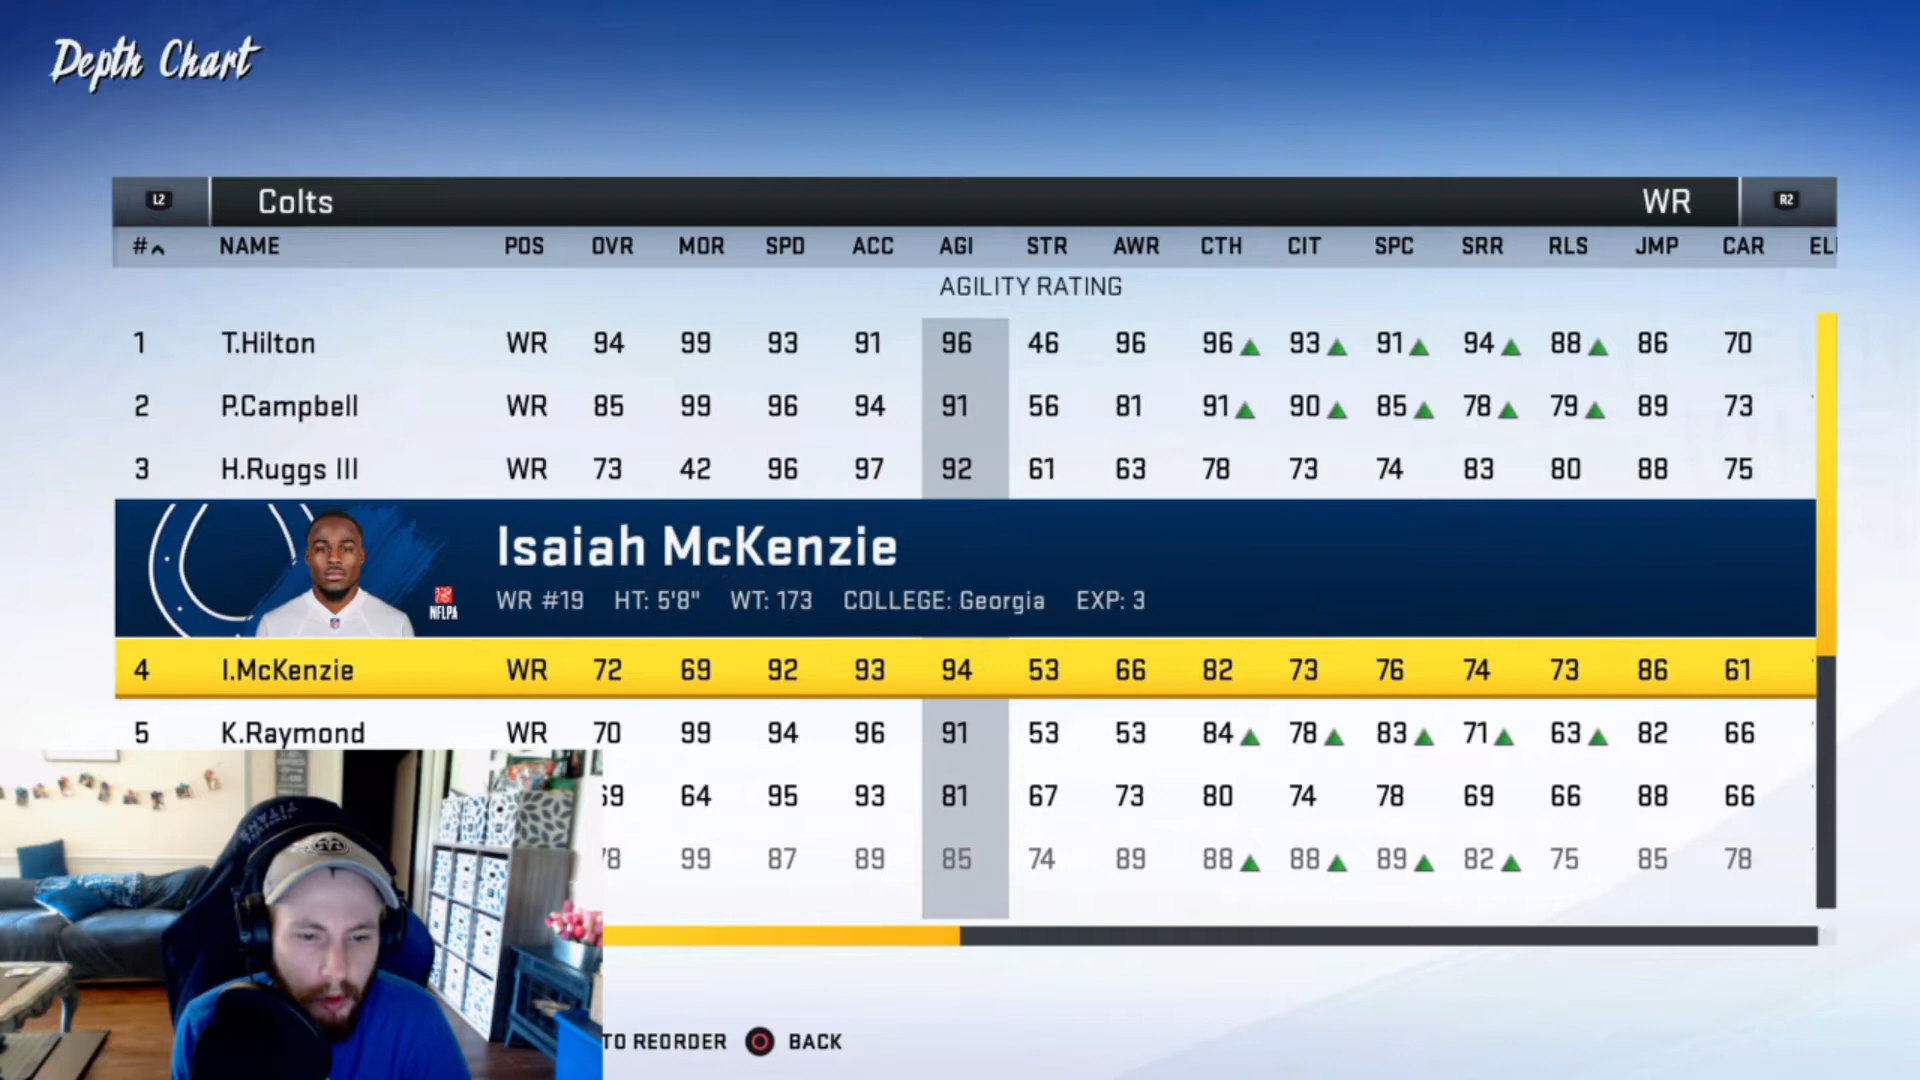 Depth Chart
L2 Colts WR R2
# NAME POS OVR MOR SPD ACC AGI STR AWR CTH CIT SPC SRR RLS JMP CAR
AGILITY RATING
1 T.Hilton WR 94 99 93 91 96 46 96 96 93 91 94 88 86 70
2 P.Campbell WR 85 99 96 94 91 56 81 91 90 85 78 79 89 73
3 H.Ruggs III WR 73 42 96 97 92 61 63 78 73 74 83 80 88 75
Isaiah McKenzie
NFLPA
WR #19 HT: 5'8" WT: 173 COLLEGE: Georgia EXP: 3
4 I.McKenzie WR 72 69 92 93 94 53 66 82 73 76 74 73 86 61
5 K.Raymond WR 70 99 94 96 91 53 53 84 78 83 71 63 82 66
69 64 95 93 81 67 73 80 74 78 69 66 88 66
78 99 87 89 85 74 89 88 88 89 82 75 85 78
TO REORDER BACK